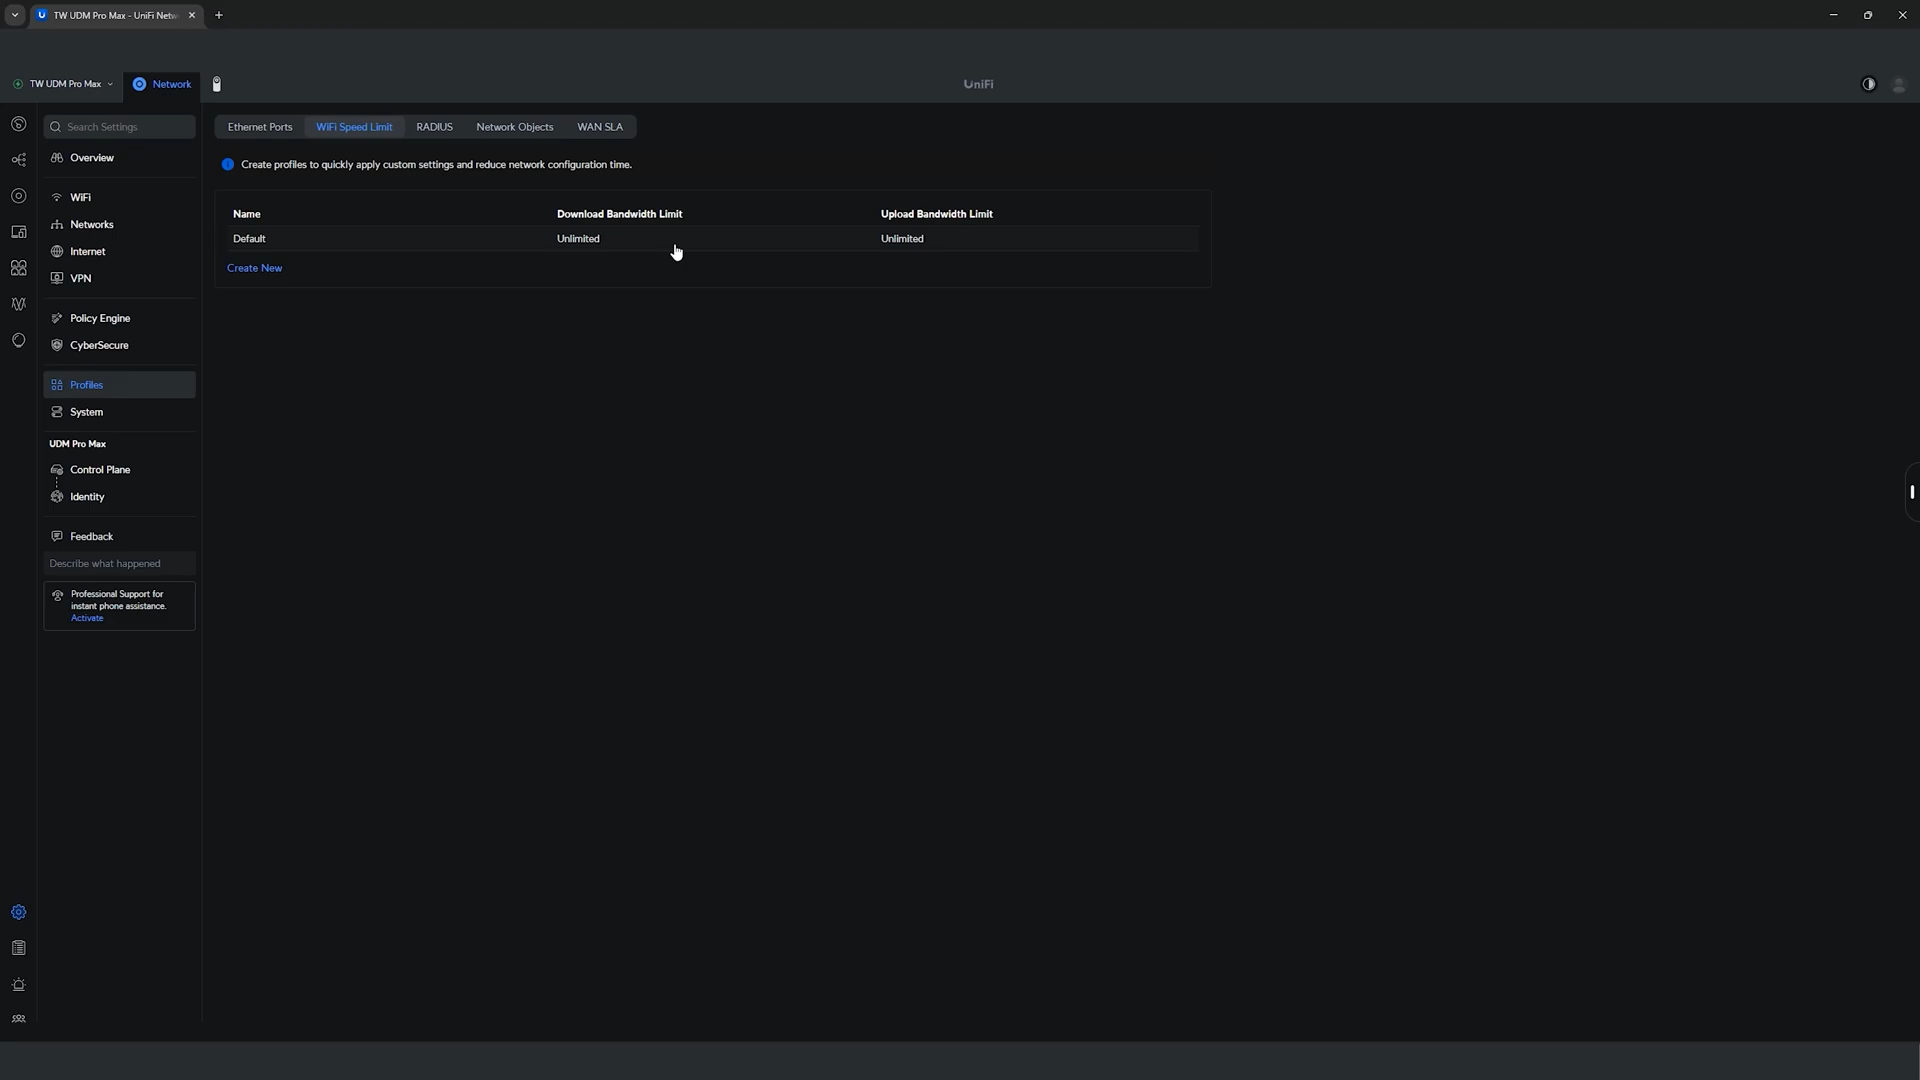 TW UDM Pro Max - UniFi Netw
TW UDM Pro Max
Network
UniFi
Search Settings
Ethernet Ports
WiFi Speed Limit
RADIUS
Network Objects
WAN SLA
Overview
Create profiles to quickly apply custom settings and reduce network configuration time.
WiFi
Networks
Internet
VPN
Name
Download Bandwidth Limit
Upload Bandwidth Limit
Default
Unlimited
Unlimited
Create New
Policy Engine
CyberSecure
Profiles
System
UDM Pro Max
Control Plane
Identity
Feedback
Describe what happened
Professional Support for
instant phone assistance.
Activate